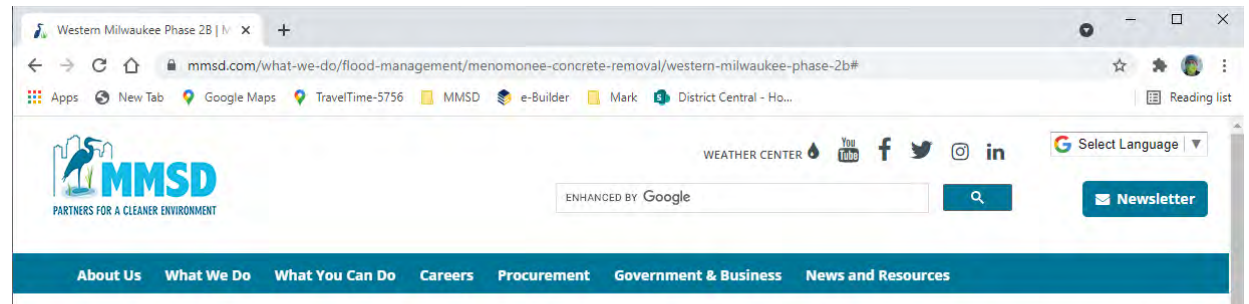 Western Milwaukee Phase 2B | M
mmsd.com/what-we-do/flood-management/menomonee-concrete-removal/western-milwaukee-phase-2b#
Apps New Tab Google Maps TravelTime-5756 MMSD e-Builder Mark District Central - Ho... Reading list
WEATHER CENTER You Tube f in G Select Language
MMSD
PARTNERS FOR A CLEANER ENVIRONMENT
ENHANCED BY Google
Newsletter
About Us What We Do What You Can Do Careers Procurement Government & Business News and Resources